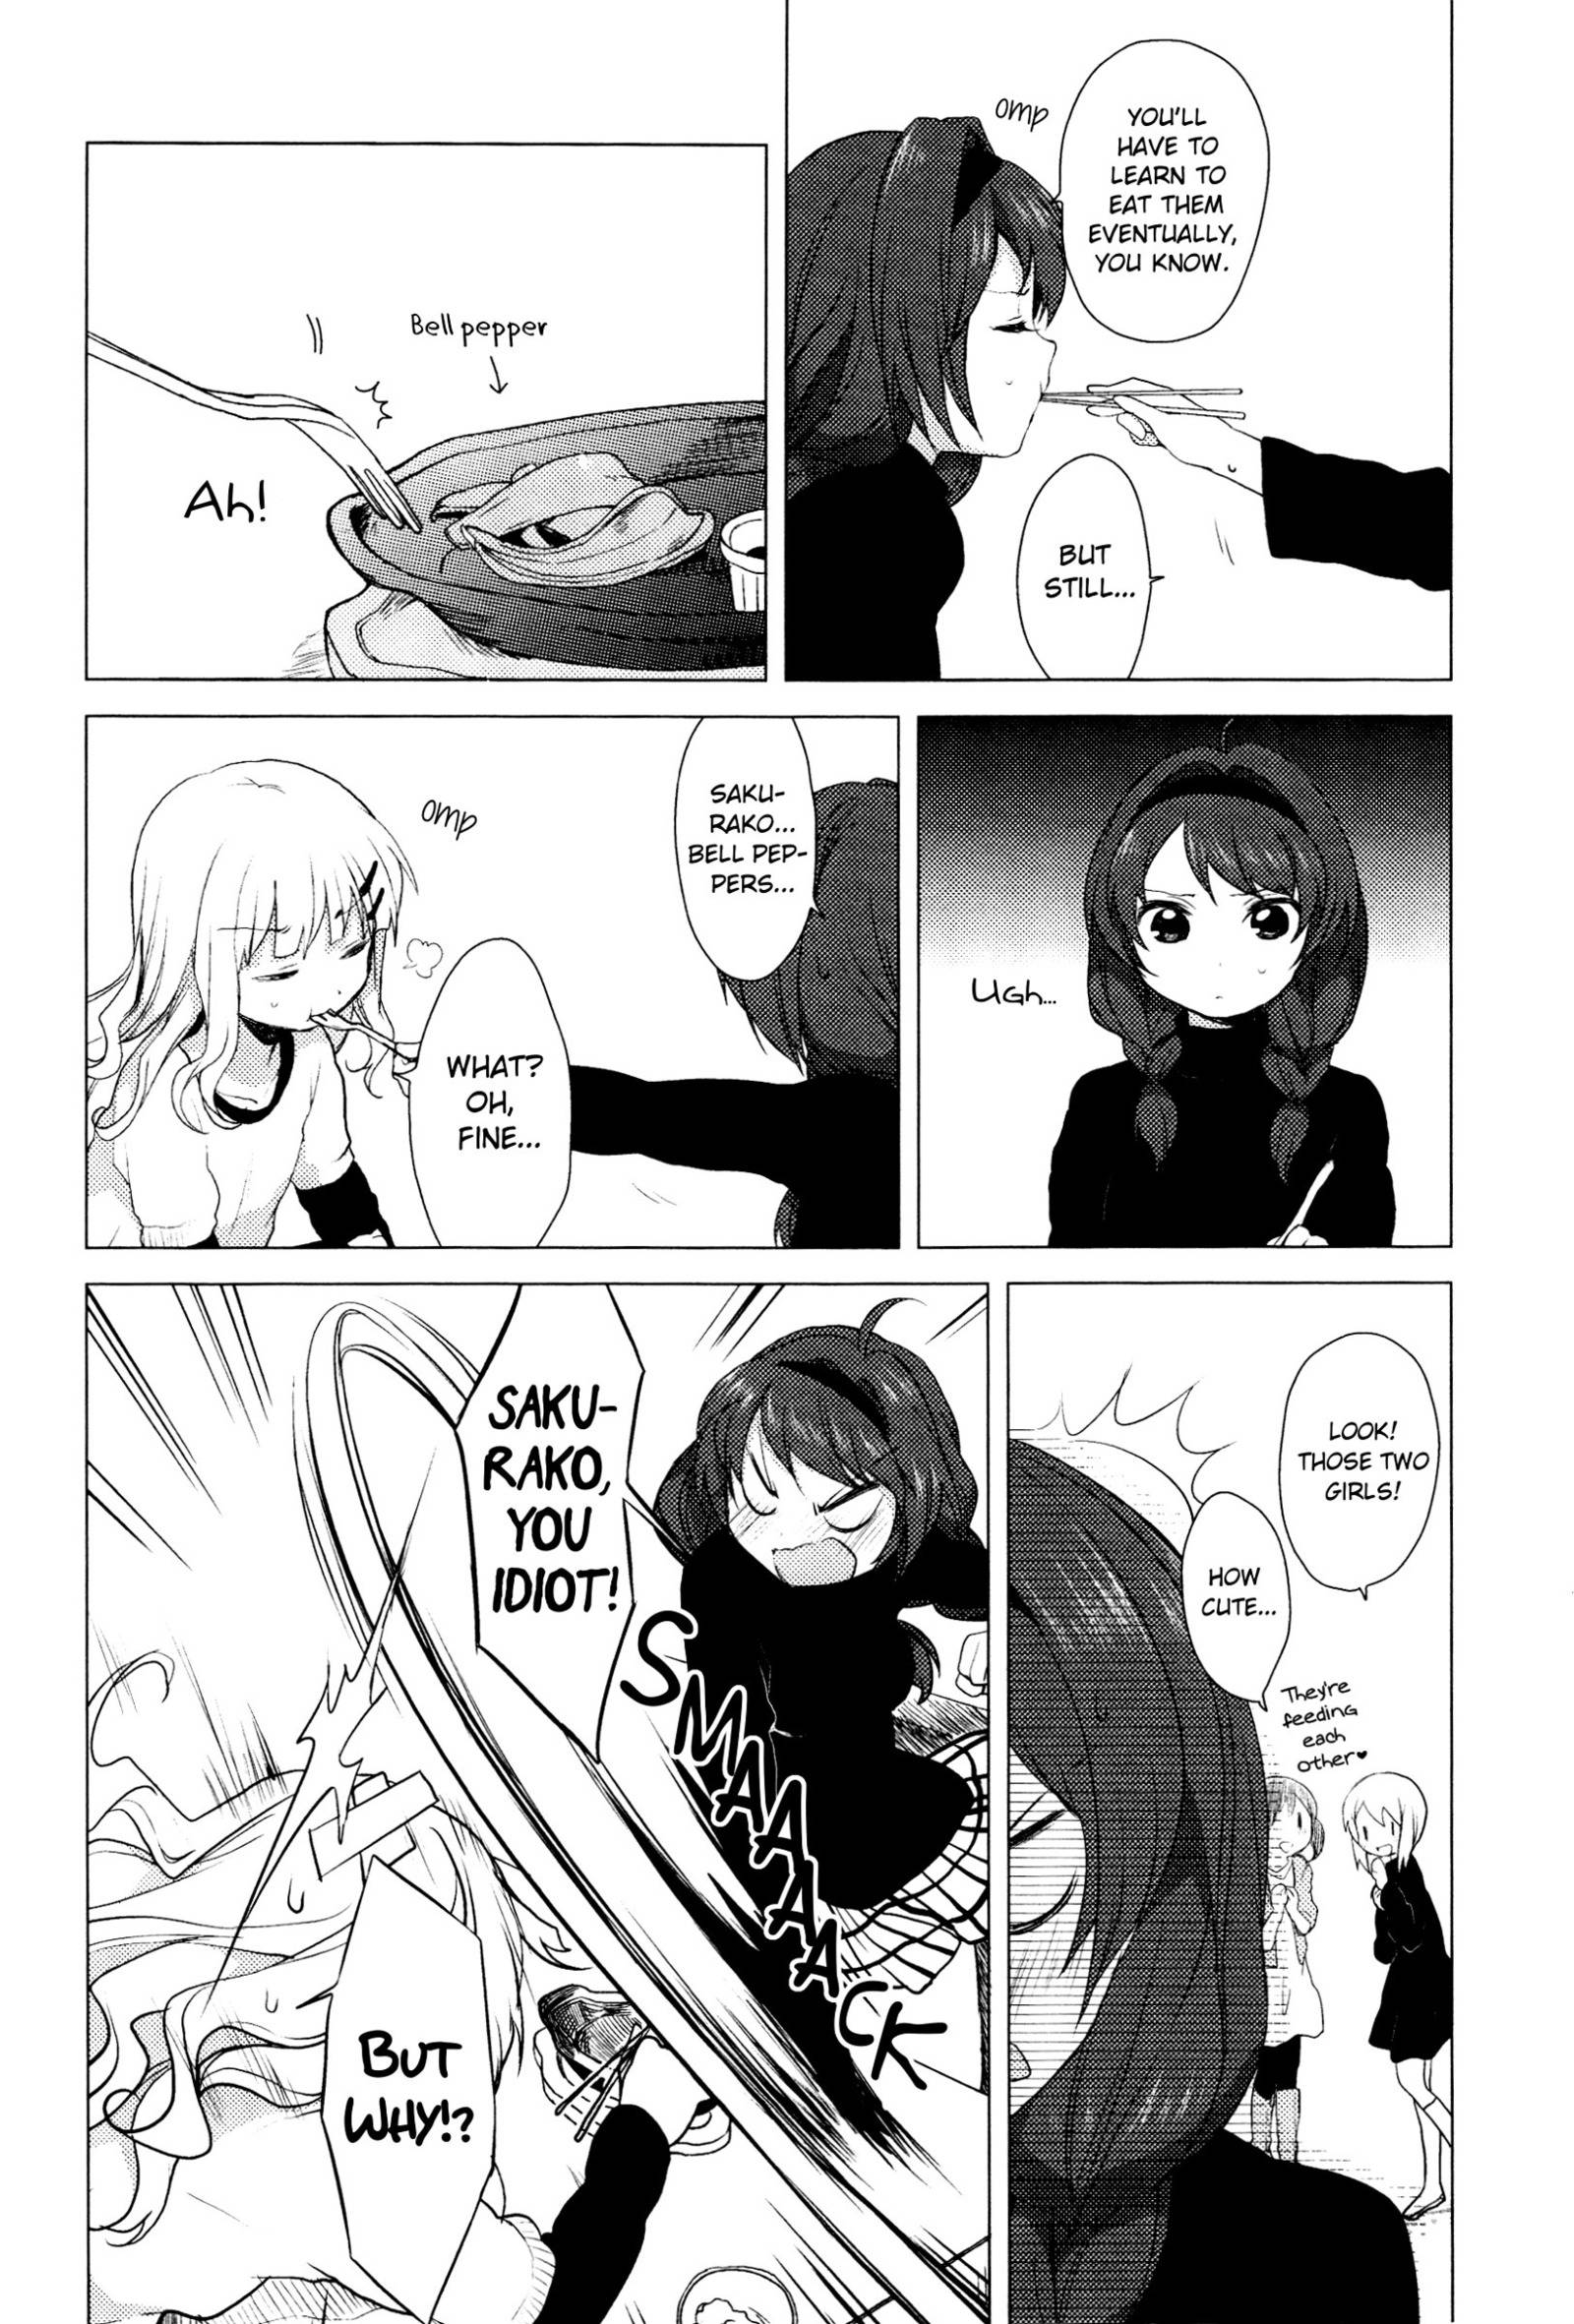 OMP
YOU'LL
HAVE TO
LEARN TO
EAT THEM
EVENTUALLY,
YOU KNOW.
BUT
STILL...
Bell pepper
Ah!
Ugh...
SAKU-
RAKO...
BELL PEP-
PERS...
OMP
WHAT?
OH,
FINE...
LOOK!
THOSE TWO
GIRLS!
HOW
CUTE...
They're
feeding
each
other♥
SAKU-
RAKO,
YOU
IDIOT!
SMAAAACK
BUT
WHY!?